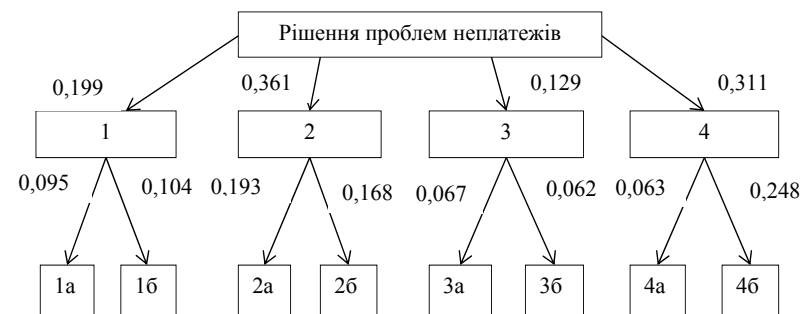 Рішення проблем неплатежів
0,199 0,361 0,129 0,311
1 2 3 4
0,095 0,104 0,193 0,168 0,067 0,062 0,063 0,248
1а 1б 2а 2б 3а 3б 4а 4б